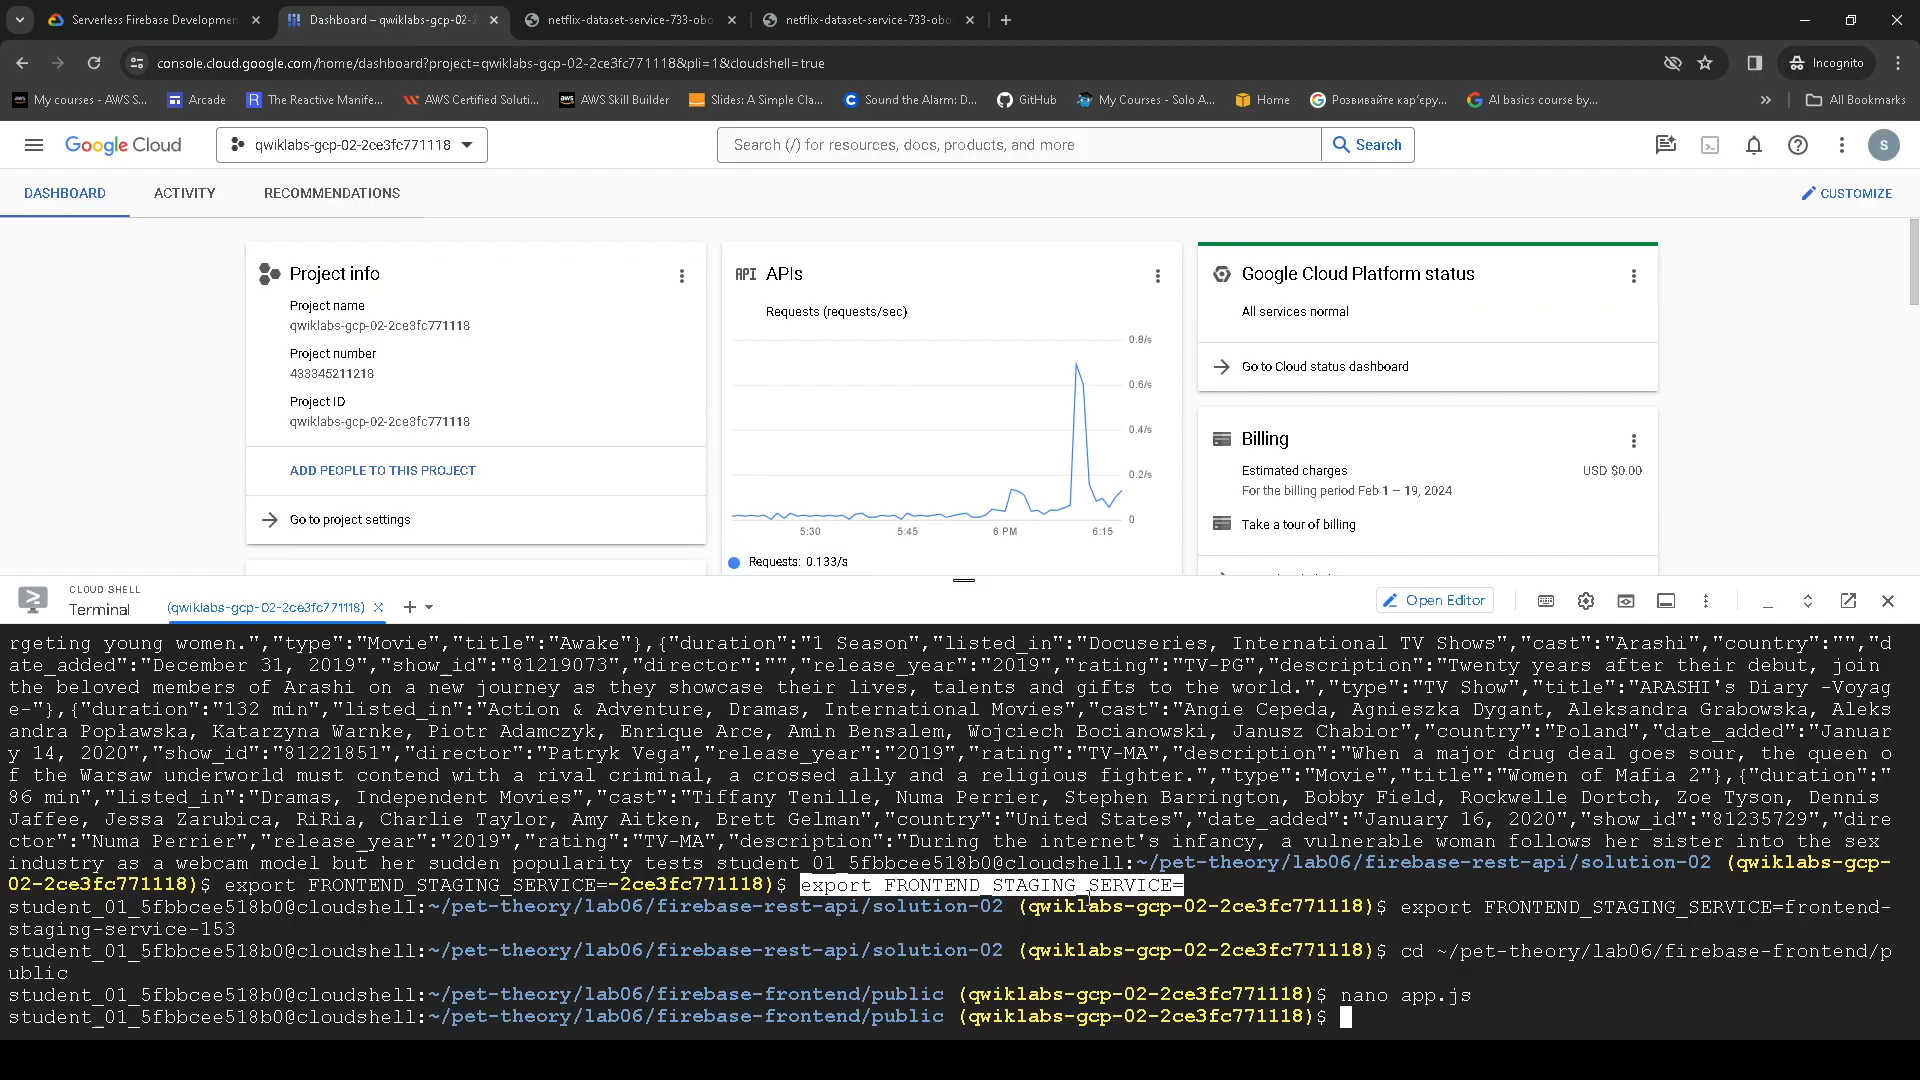 Serverless Firebase Developmen
Dashboard – qwiklabs-gcp-02-2
netflix-dataset-service-733-obo
netflix-dataset-service-733-obo
console.cloud.google.com/home/dashboard?project=qwiklabs-gcp-02-2ce3fc771118&pli=1&cloudshell=true
Incognito
My courses - AWS S...
Arcade
The Reactive Manife...
AWS Certified Soluti...
AWS Skill Builder
Slides: A Simple Cla...
Sound the Alarm: D...
GitHub
My Courses - Solo A...
Home
Розвивайте кар'єру...
AI basics course by...
All Bookmarks
Google Cloud
qwiklabs-gcp-02-2ce3fc771118
Search (/) for resources, docs, products, and more
Search
S
DASHBOARD
ACTIVITY
RECOMMENDATIONS
CUSTOMIZE
Project info
Project name
qwiklabs-gcp-02-2ce3fc771118
Project number
433345211218
Project ID
qwiklabs-gcp-02-2ce3fc771118
ADD PEOPLE TO THIS PROJECT
Go to project settings
API APIs
Requests (requests/sec)
0.8/s
0.6/s
0.4/s
0.2/s
0
5:30
5:45
6 PM
6:15
Requests: 0.133/s
Google Cloud Platform status
All services normal
Go to Cloud status dashboard
Billing
Estimated charges
USD $0.00
For the billing period Feb 1 – 19, 2024
Take a tour of billing
CLOUD SHELL
Terminal
(qwiklabs-gcp-02-2ce3fc771118)
Open Editor
rgeting young women.","type":"Movie","title":"Awake"},{"duration":"1 Season","listed_in":"Docuseries, International TV Shows","cast":"Arashi","country":"","d
ate_added":"December 31, 2019","show_id":"81219073","director":"","release_year":"2019","rating":"TV-PG","description":"Twenty years after their debut, join
the beloved members of Arashi on a new journey as they showcase their lives, talents and gifts to the world.","type":"TV Show","title":"ARASHI's Diary -Voyag
e-"},{"duration":"132 min","listed_in":"Action & Adventure, Dramas, International Movies","cast":"Angie Cepeda, Agnieszka Dygant, Aleksandra Grabowska, Aleks
andra Popławska, Katarzyna Warnke, Piotr Adamczyk, Enrique Arce, Amin Bensalem, Wojciech Bocianowski, Janusz Chabior","country":"Poland","date_added":"Januar
y 14, 2020","show_id":"81221851","director":"Patryk Vega","release_year":"2019","rating":"TV-MA","description":"When a major drug deal goes sour, the queen o
f the Warsaw underworld must contend with a rival criminal, a crossed ally and a religious fighter.","type":"Movie","title":"Women of Mafia 2"},{"duration":"
86 min","listed_in":"Dramas, Independent Movies","cast":"Tiffany Tenille, Numa Perrier, Stephen Barrington, Bobby Field, Rockwelle Dortch, Zoe Tyson, Dennis
Jaffee, Jessa Zarubica, RiRia, Charlie Taylor, Amy Aitken, Brett Gelman","country":"United States","date_added":"January 16, 2020","show_id":"81235729","dire
ctor":"Numa Perrier","release_year":"2019","rating":"TV-MA","description":"During the internet's infancy, a vulnerable woman follows her sister into the sex
industry as a webcam model but her sudden popularity tests student_01_5fbbcee518b0@cloudshell:~/pet-theory/lab06/firebase-rest-api/solution-02 (qwiklabs-gcp-
02-2ce3fc771118)$ export FRONTEND_STAGING_SERVICE=-2ce3fc771118)$ export FRONTEND_STAGING_SERVICE=
student_01_5fbbcee518b0@cloudshell:~/pet-theory/lab06/firebase-rest-api/solution-02 (qwiklabs-gcp-02-2ce3fc771118)$ export FRONTEND_STAGING_SERVICE=frontend-
staging-service-153
student_01_5fbbcee518b0@cloudshell:~/pet-theory/lab06/firebase-rest-api/solution-02 (qwiklabs-gcp-02-2ce3fc771118)$ cd ~/pet-theory/lab06/firebase-frontend/p
ublic
student_01_5fbbcee518b0@cloudshell:~/pet-theory/lab06/firebase-frontend/public (qwiklabs-gcp-02-2ce3fc771118)$ nano app.js
student_01_5fbbcee518b0@cloudshell:~/pet-theory/lab06/firebase-frontend/public (qwiklabs-gcp-02-2ce3fc771118)$